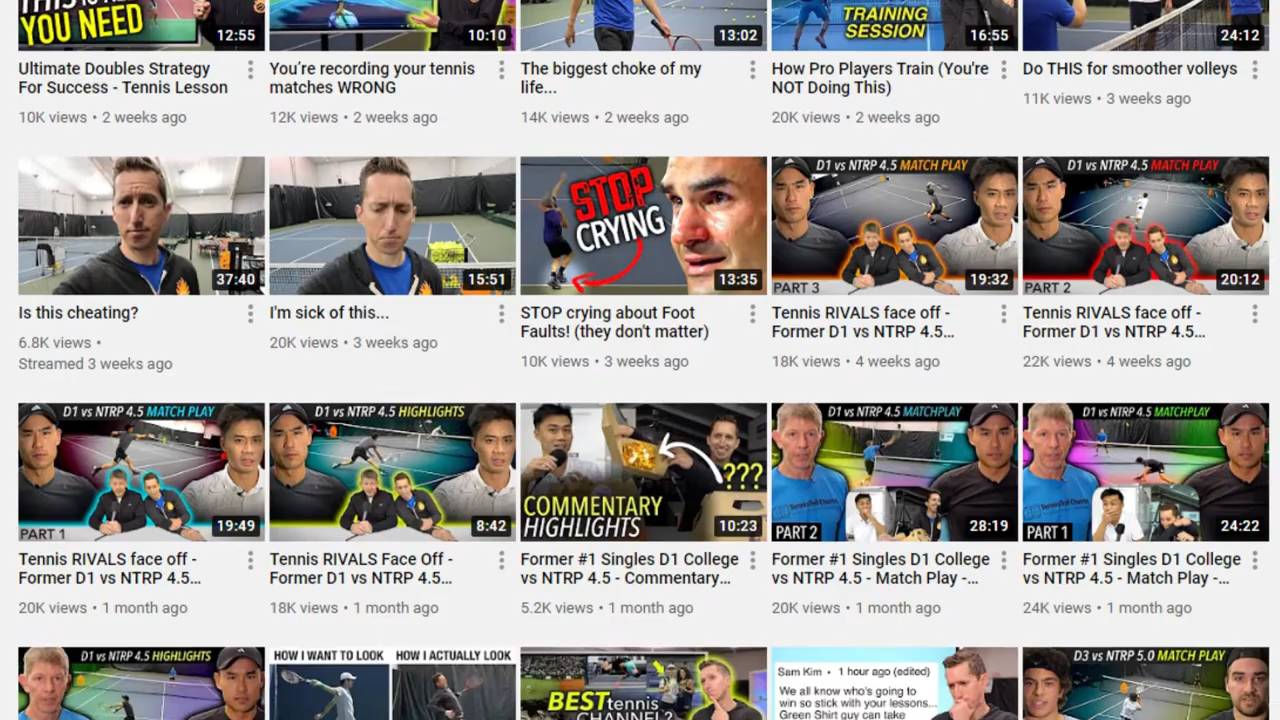 YOU NEED
12:55
10:10
13:02
TRAINING
SESSION
16:55
24:12
Ultimate Doubles Strategy
For Success - Tennis Lesson
10K views • 2 weeks ago
You're recording your tennis
matches WRONG
12K views • 2 weeks ago
The biggest choke of my
life...
14K views • 2 weeks ago
How Pro Players Train (You're
NOT Doing This)
20K views • 2 weeks ago
Do THIS for smoother volleys
11K views • 3 weeks ago
37:40
15:51
STOP
CRYING
13:35
D1 vs NTRP 4.5 MATCH PLAY
PART 3
19:32
D1 vs NTRP 4.5 MATCH PLAY
PART 2
20:12
Is this cheating?
6.8K views •
Streamed 3 weeks ago
I'm sick of this...
20K views • 3 weeks ago
STOP crying about Foot
Faults! (they don't matter)
10K views • 3 weeks ago
Tennis RIVALS face off -
Former D1 vs NTRP 4.5...
18K views • 4 weeks ago
Tennis RIVALS face off -
Former D1 vs NTRP 4.5...
22K views • 4 weeks ago
D1 vs NTRP 4.5 MATCH PLAY
PART 1
19:49
D1 vs NTRP 4.5 HIGHLIGHTS
8:42
???
COMMENTARY
HIGHLIGHTS
10:23
D1 vs NTRP 4.5 MATCHPLAY
PART 2
28:19
D1 vs NTRP 4.5 MATCHPLAY
PART 1
24:22
Tennis RIVALS face off -
Former D1 vs NTRP 4.5...
20K views • 1 month ago
Tennis RIVALS Face Off -
Former D1 vs NTRP 4.5...
18K views • 1 month ago
Former #1 Singles D1 College
vs NTRP 4.5 - Commentary...
5.2K views • 1 month ago
Former #1 Singles D1 College
vs NTRP 4.5 - Match Play -...
20K views • 1 month ago
Former #1 Singles D1 College
vs NTRP 4.5 - Match Play -...
24K views • 1 month ago
D1 vs NTRP 4.5 HIGHLIGHTS
HOW I WANT TO LOOK
HOW I ACTUALLY LOOK
BEST tennis
CHANNEL?
Sam Kim • 1 hour ago (edited)
We all know who's going to
win so stick with your lessons...
Green Shirt guy can take
D3 vs NTRP 5.0 MATCH PLAY